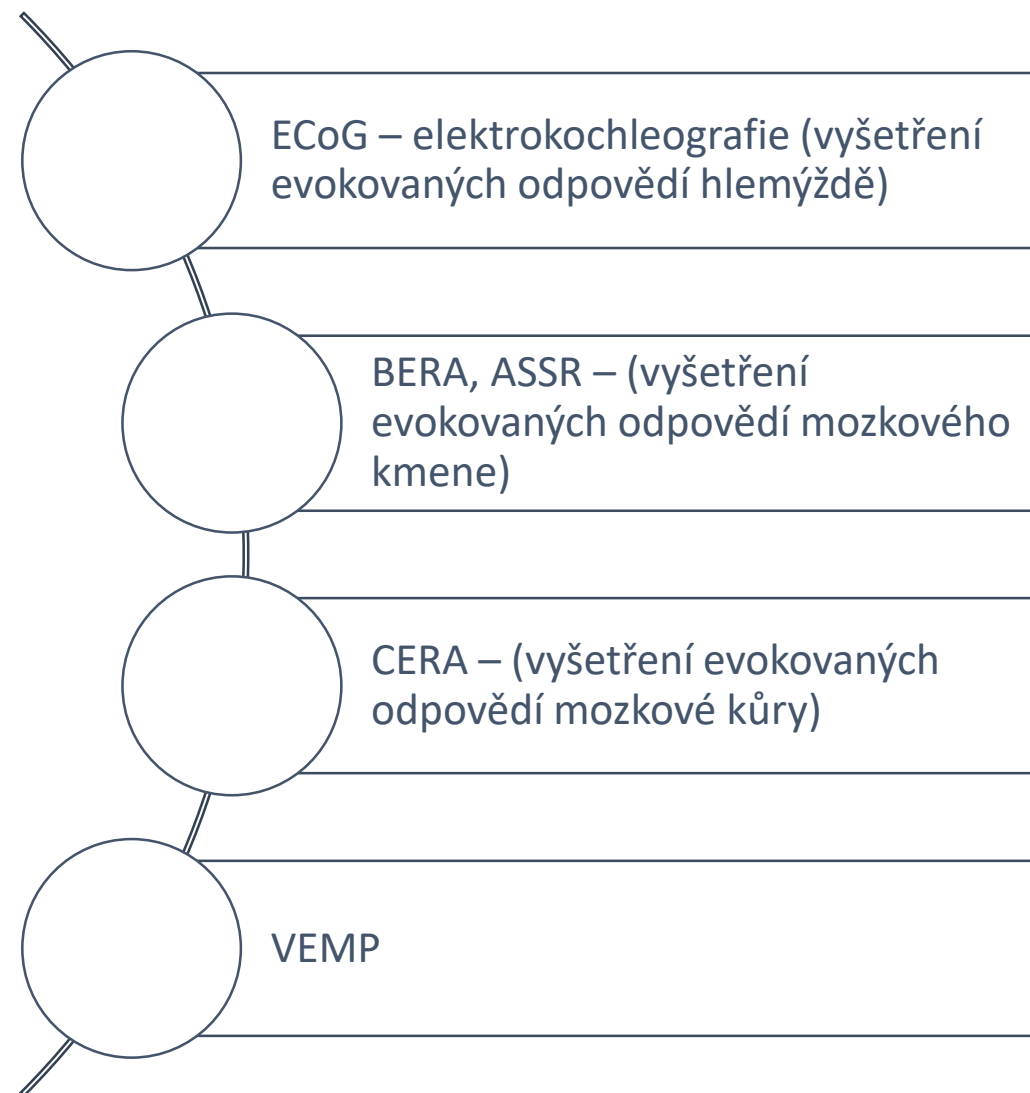 ECoG – elektrokochleografie (vyšetření
evokovaných odpovědí hlemýždě)
BERA, ASSR – (vyšetření
evokovaných odpovědí mozkového
kmene)
CERA – (vyšetření evokovaných
odpovědí mozkové kůry)
VEMP